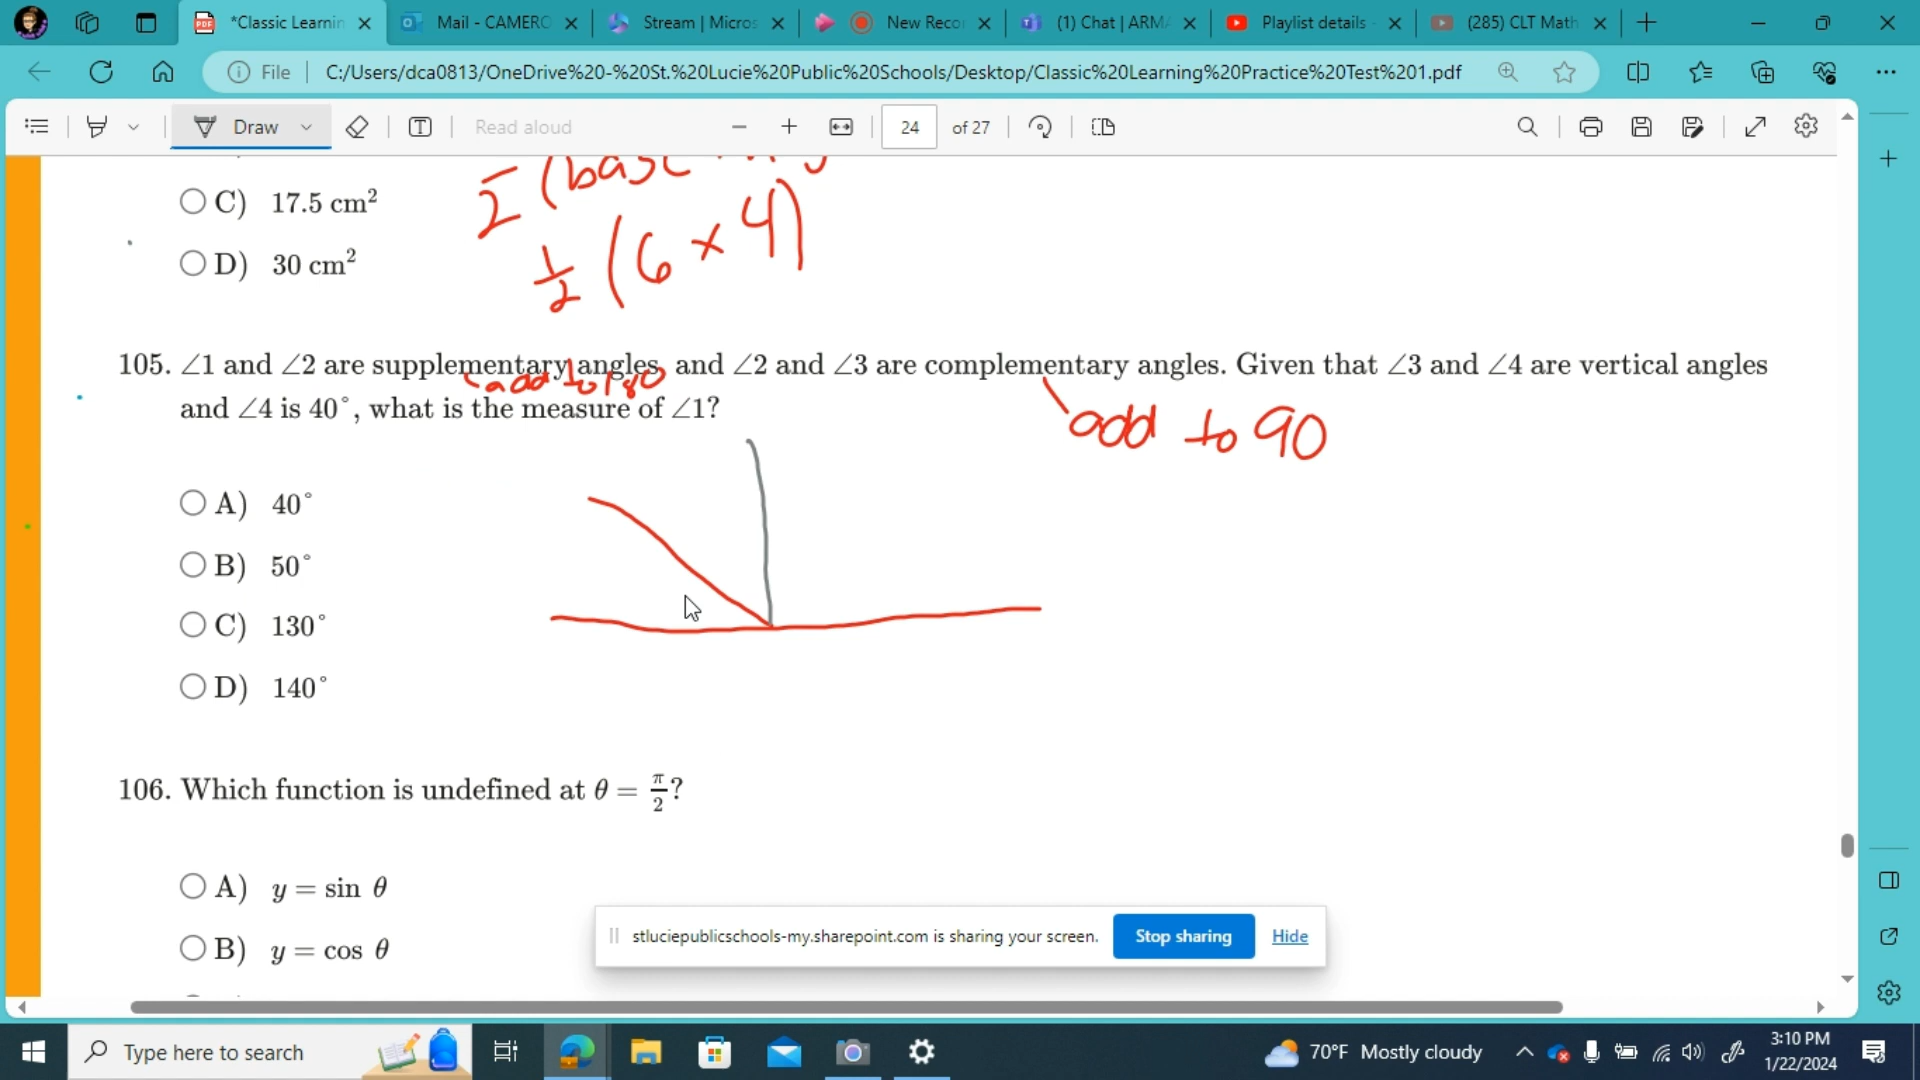 *Classic Learnin
Mail - CAMERO
Stream | Micros
New Reco
(1) Chat | ARMA
Playlist details -
(285) CLT Math
File
C:/Users/dca0813/OneDrive%20-%20St.%20Lucie%20Public%20Schools/Desktop/Classic%20Learning%20Practice%20Test%201.pdf
Draw
Read aloud
24
of 27
1/2 (base
C) 17.5 cm²
1/2 (6 × 4)
D) 30 cm²
105. ∠1 and ∠2 are supplementary angles, and ∠2 and ∠3 are complementary angles. Given that ∠3 and ∠4 are vertical angles
add to 180
and ∠4 is 40°, what is the measure of ∠1?
add to 90
A) 40°
B) 50°
C) 130°
D) 140°
106. Which function is undefined at θ = π/2?
A) y = sin θ
B) y = cos θ
stluciepublicschools-my.sharepoint.com is sharing your screen.
Stop sharing
Hide
Type here to search
70°F Mostly cloudy
3:10 PM
1/22/2024